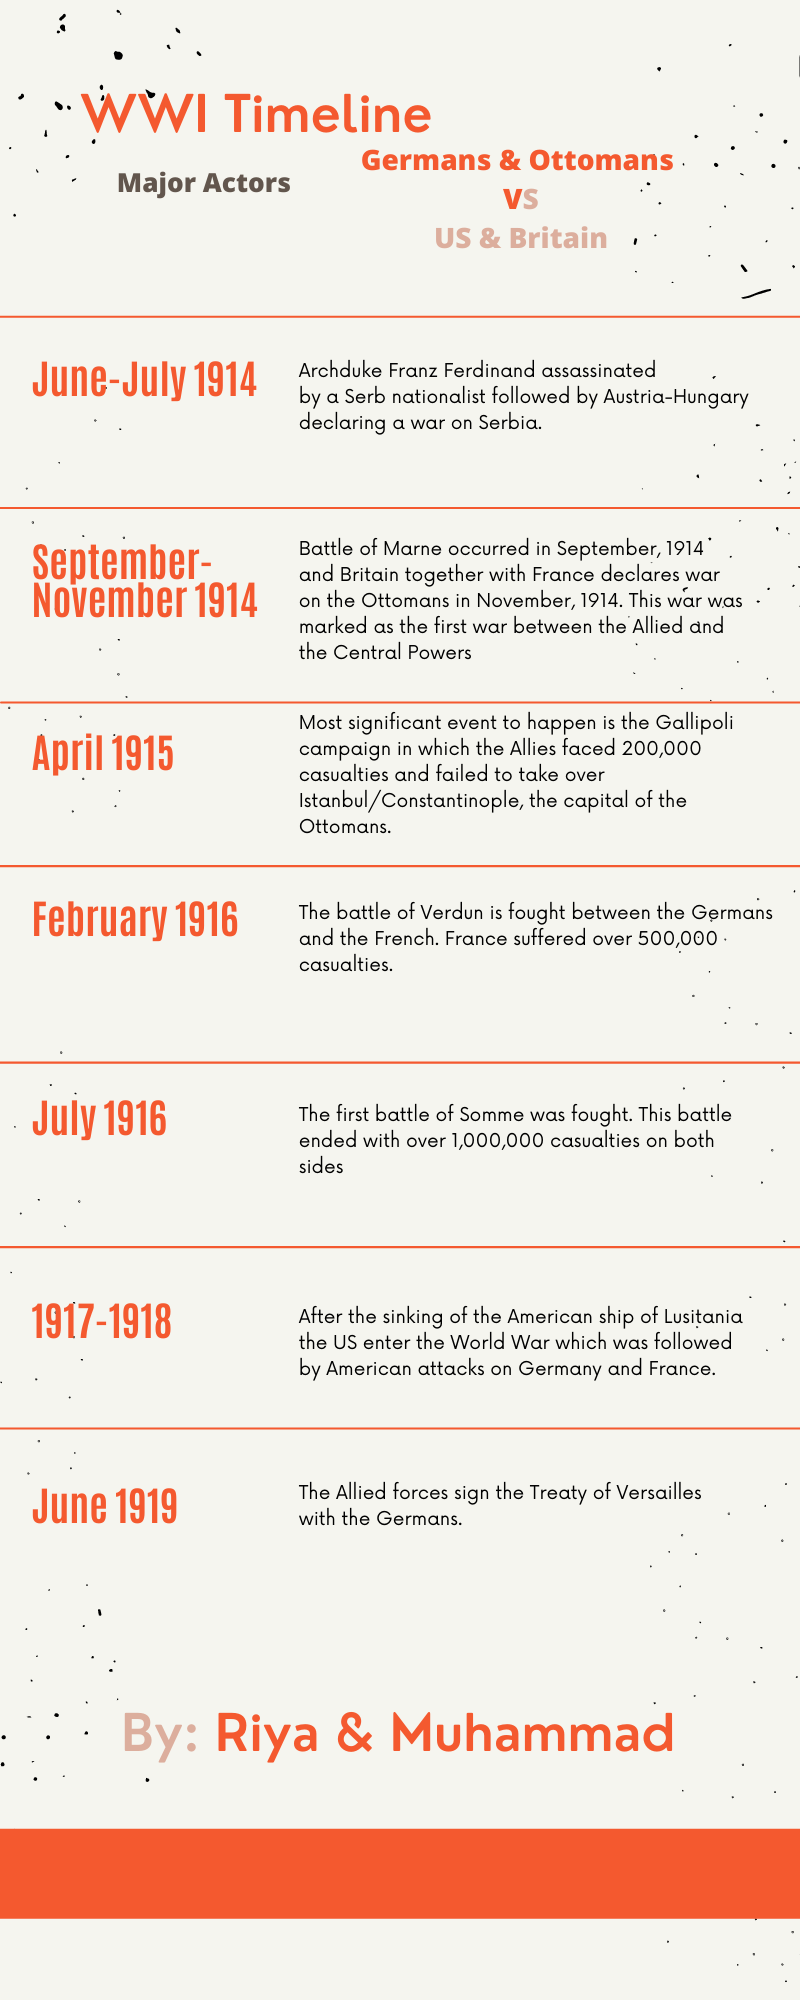 WWI Timeline
Major Actors
Germans & Ottomans
VS
US & Britain
June-July 1914
Archduke Franz Ferdinand assassinated
by a Serb nationalist followed by Austria-Hungary
declaring a war on Serbia.
September-
November 1914
Battle of Marne occurred in September, 1914
and Britain together with France declares war
on the Ottomans in November, 1914. This war was
marked as the first war between the Allied and
the Central Powers
April 1915
Most significant event to happen is the Gallipoli
campaign in which the Allies faced 200,000
casualties and failed to take over
Istanbul/Constantinople, the capital of the
Ottomans.
February 1916
The battle of Verdun is fought between the Germans
and the French. France suffered over 500,000
casualties.
July 1916
The first battle of Somme was fought. This battle
ended with over 1,000,000 casualties on both
sides
1917-1918
After the sinking of the American ship of Lusitania
the US enter the World War which was followed
by American attacks on Germany and France.
June 1919
The Allied forces sign the Treaty of Versailles
with the Germans.
By: Riya & Muhammad